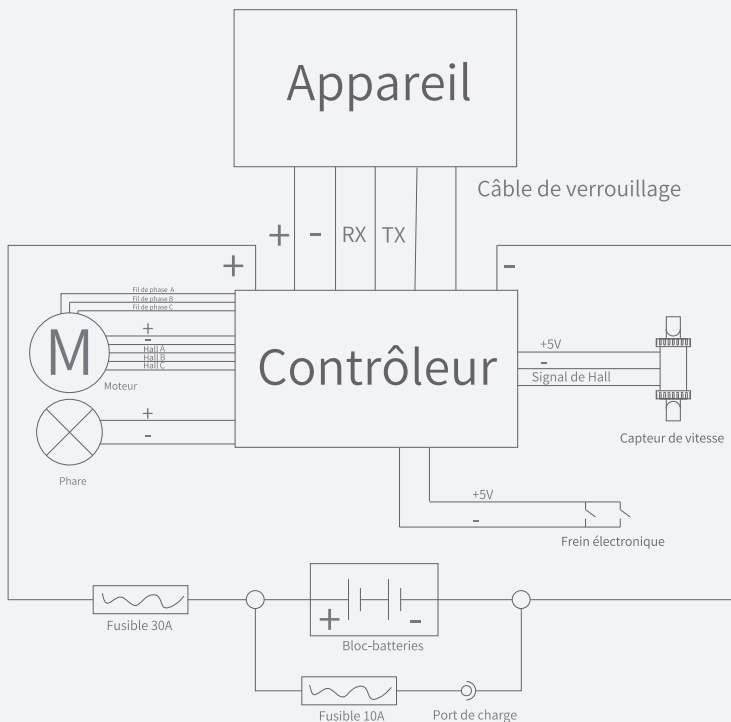 Appareil
Câble de verrouillage
+ - RX TX
+ -
Fil de phase A
Fil de phase B
Fil de phase C
+
-
Hall A
Hall B
Hall C
M
Moteur
Contrôleur
+5V
-
Signal de Hall
Capteur de vitesse
+
-
Phare
+5V
-
Frein électronique
+ -
Fusible 30A
Bloc-batteries
Fusible 10A
Port de charge